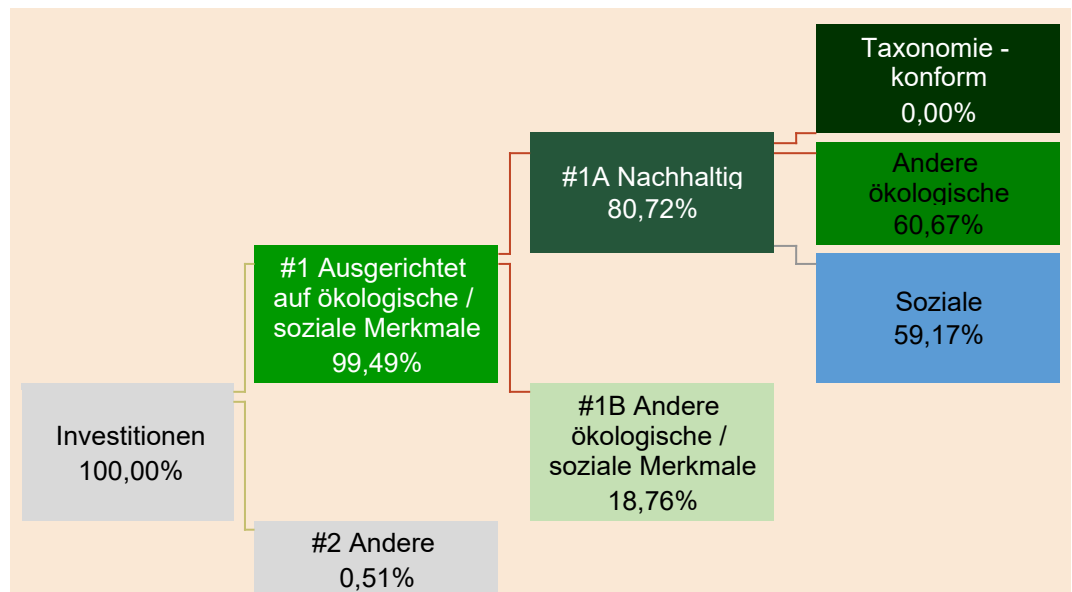 Taxonomie -
konform
0,00%
#1A Nachhaltig
80,72%
Andere
ökologische
60,67%
#1 Ausgerichtet
auf ökologische /
soziale Merkmale
99,49%
Soziale
59,17%
Investitionen
100,00%
#1B Andere
ökologische /
soziale Merkmale
18,76%
#2 Andere
0,51%